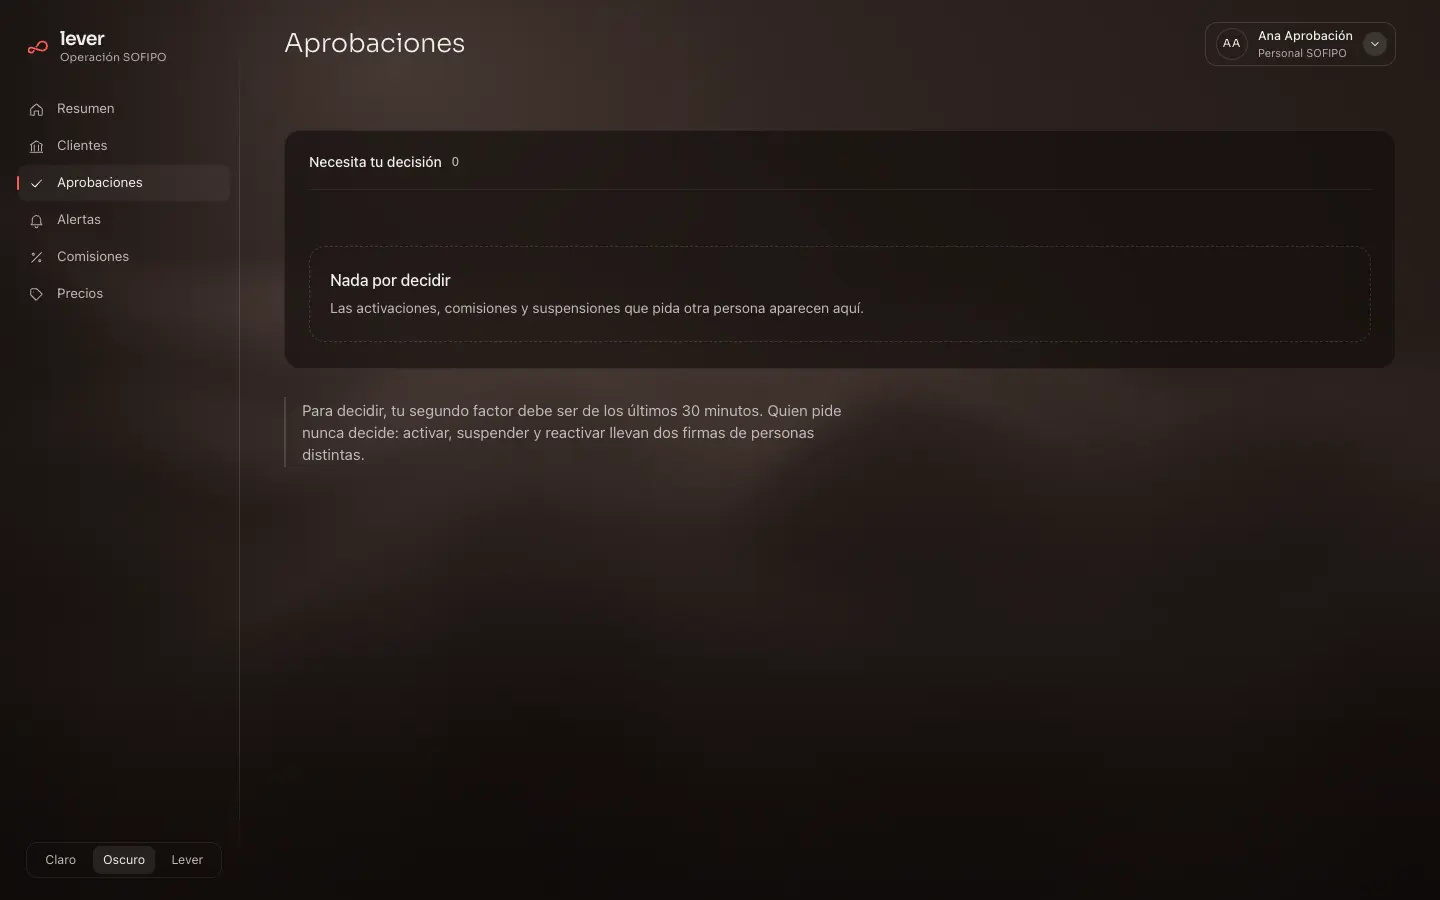 lever
Operación SOFIPO
Resumen
Clientes
Aprobaciones
Alertas
Comisiones
Precios
Claro
Oscuro
Lever
Aprobaciones
AA
Ana Aprobación
Personal SOFIPO
Necesita tu decisión 0
Nada por decidir
Las activaciones, comisiones y suspensiones que pida otra persona aparecen aquí.
Para decidir, tu segundo factor debe ser de los últimos 30 minutos. Quien pide
nunca decide: activar, suspender y reactivar llevan dos firmas de personas
distintas.